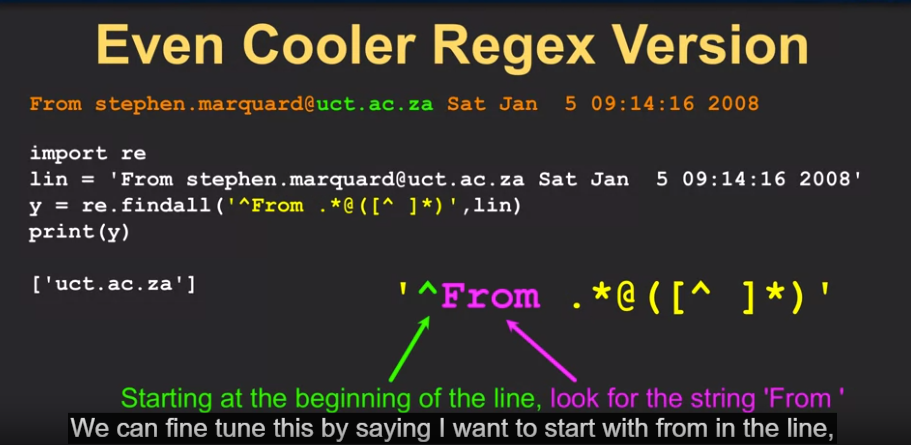 Even Cooler Regex Version
From stephen.marquard@uct.ac.za Sat Jan  5 09:14:16 2008
import re
lin = 'From stephen.marquard@uct.ac.za Sat Jan  5 09:14:16 2008'
y = re.findall('^From .*@([^ ]*)',lin)
print(y)
['uct.ac.za']
'^From .*@([^ ]*)'
Starting at the beginning of the line, look for the string 'From '
We can fine tune this by saying I want to start with from in the line,